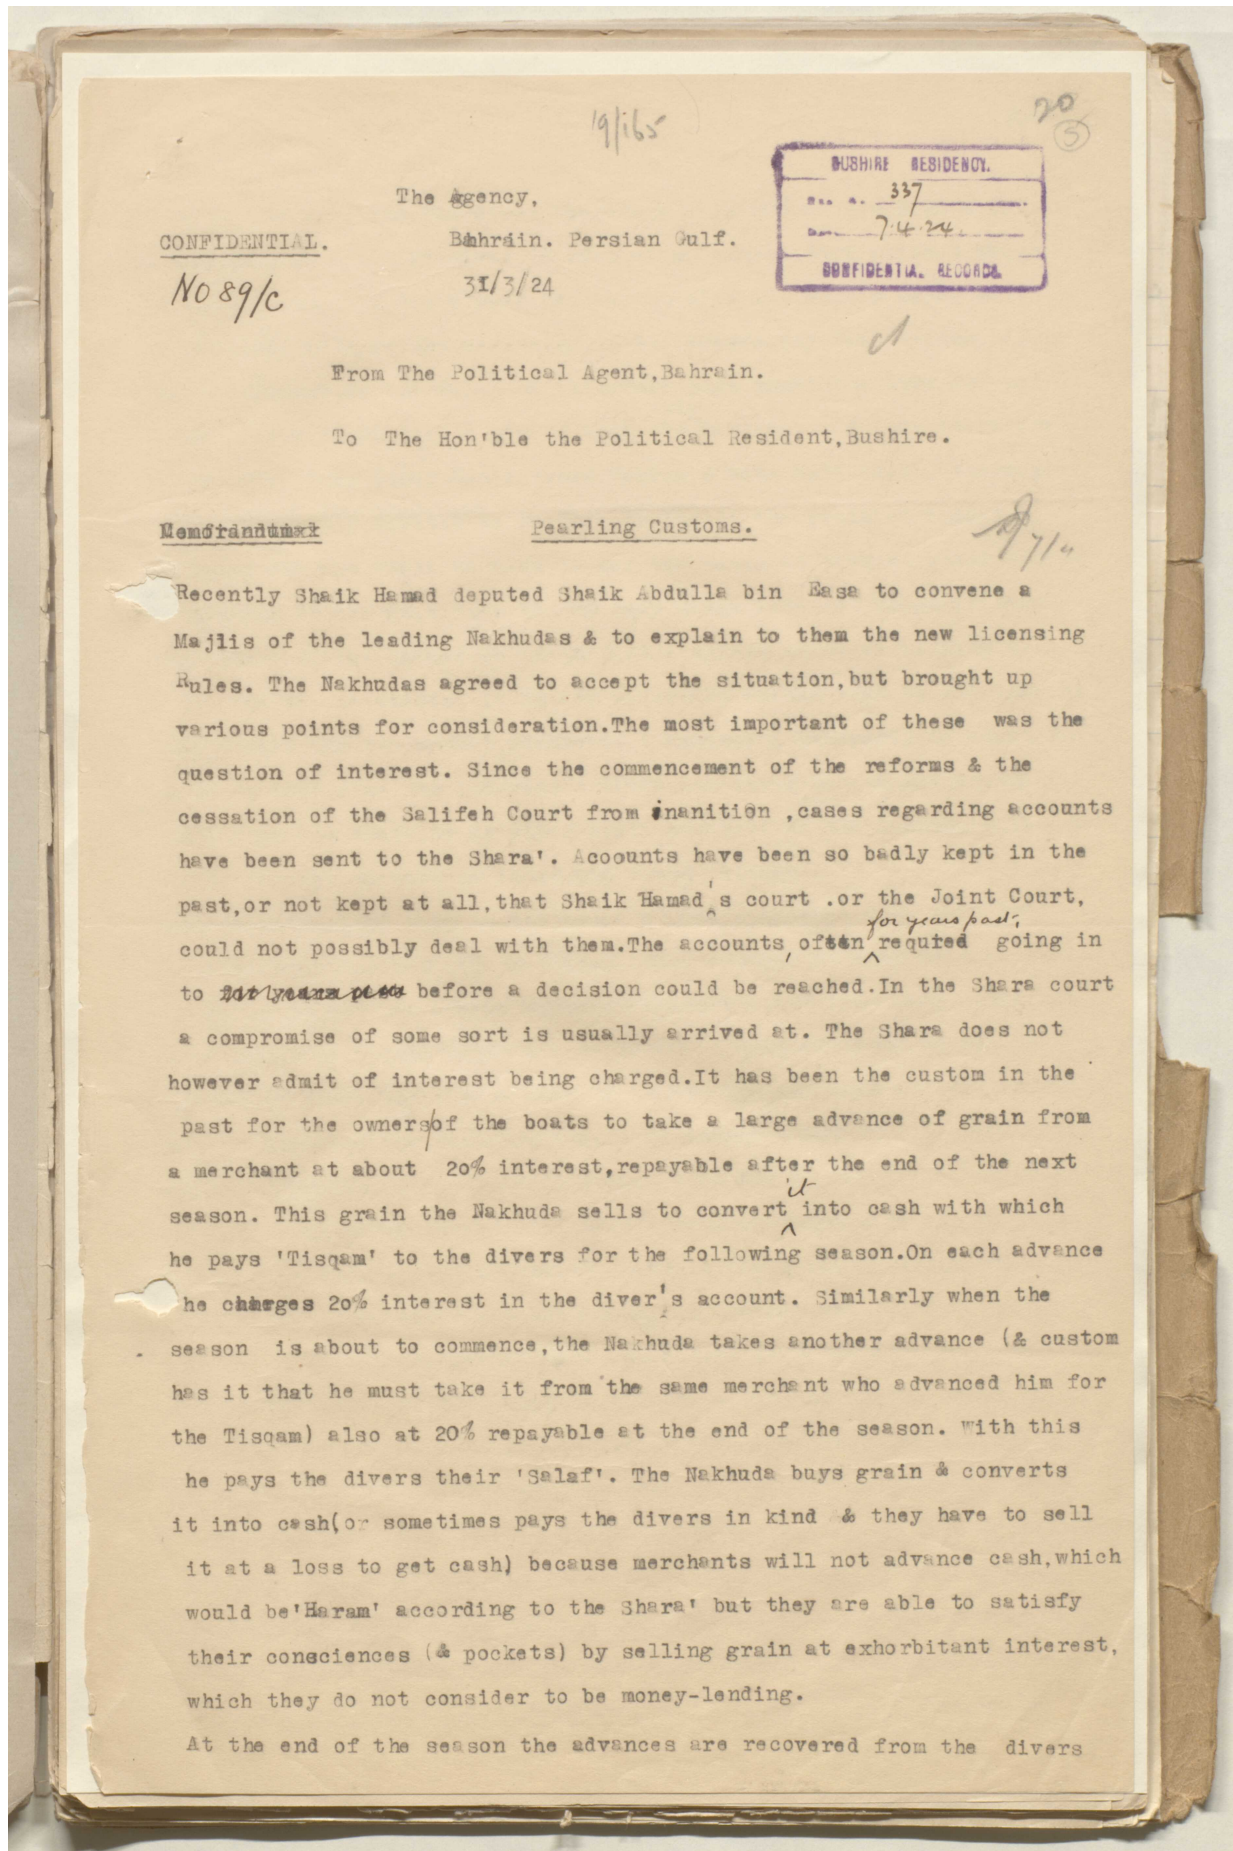 20
5
19/165
BUSHIRE RESIDENCY.
337
7.4.24.
CONFIDENTIAL RECORDS.
The Agency,
CONFIDENTIAL.
Bahrain. Persian Gulf.
No 89/C
31/3/24
From The Political Agent,Bahrain.
To The Hon'ble the Political Resident,Bushire.
Memorandum
Pearling Customs.
Recently Shaik Hamad deputed Shaik Abdulla bin Easa to convene a
Majlis of the leading Nakhudas & to explain to them the new licensing
Rules. The Nakhudas agreed to accept the situation,but brought up
various points for consideration.The most important of these was the
question of interest. Since the commencement of the reforms & the
cessation of the Salifeh Court from inanition ,cases regarding accounts
have been sent to the Shara'. Acoounts have been so badly kept in the
past,or not kept at all,that Shaik Hamad's court .or the Joint Court,
for years past,
could not possibly deal with them.The accounts, often requred going in
to for years past before a decision could be reached.In the Shara court
a compromise of some sort is usually arrived at. The Shara does not
however admit of interest being charged.It has been the custom in the
past for the owners/of the boats to take a large advance of grain from
a merchant at about 20% interest,repayable after the end of the next
it
season. This grain the Nakhuda sells to convert into cash with which
he pays 'Tisqam' to the divers for the following season.On each advance
he charges 20% interest in the diver's account. Similarly when the
season is about to commence,the Nakhuda takes another advance (& custom
has it that he must take it from the same merchant who advanced him for
the Tisqam) also at 20% repayable at the end of the season. With this
he pays the divers their 'Salaf'. The Nakhuda buys grain & converts
it into cash(or sometimes pays the divers in kind & they have to sell
it at a loss to get cash) because merchants will not advance cash,which
would be'Haram' according to the Shara' but they are able to satisfy
their consciences (& pockets) by selling grain at exhorbitant interest,
which they do not consider to be money-lending.
At the end of the season the advances are recovered from the divers